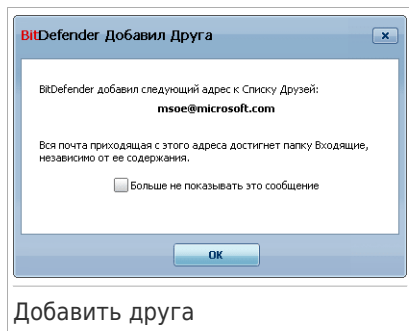 BitDefender Добавил Друга
BitDefender добавил следующий адрес к Списку Друзей:
msoe@microsoft.com
Вся почта приходящая с этого адреса достигнет папку Входящие,
независимо от ее содержания.
Больше не показывать это сообщение
OK
Добавить друга